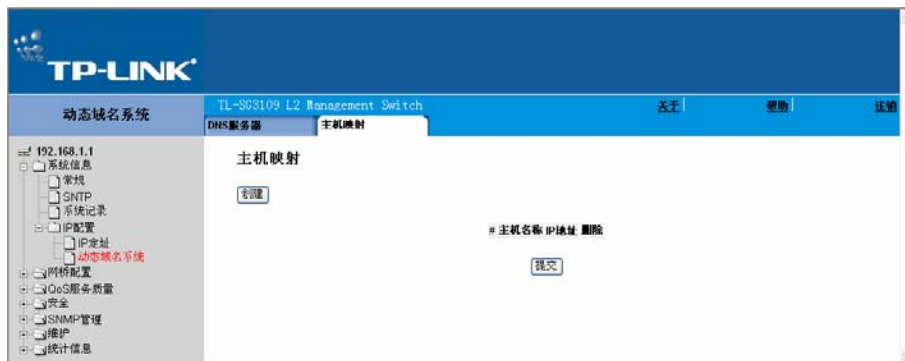 TP-LINK
动态域名系统
TL-SG3109 L2 Management Switch
关于
帮助
注销
DNS服务器
主机映射
192.168.1.1
系统信息
常规
SNTP
系统记录
IP配置
IP定址
动态域名系统
网桥配置
QoS服务质量
安全
SNMP管理
维护
统计信息
主机映射
创建
# 主机名称 IP地址 删除
提交